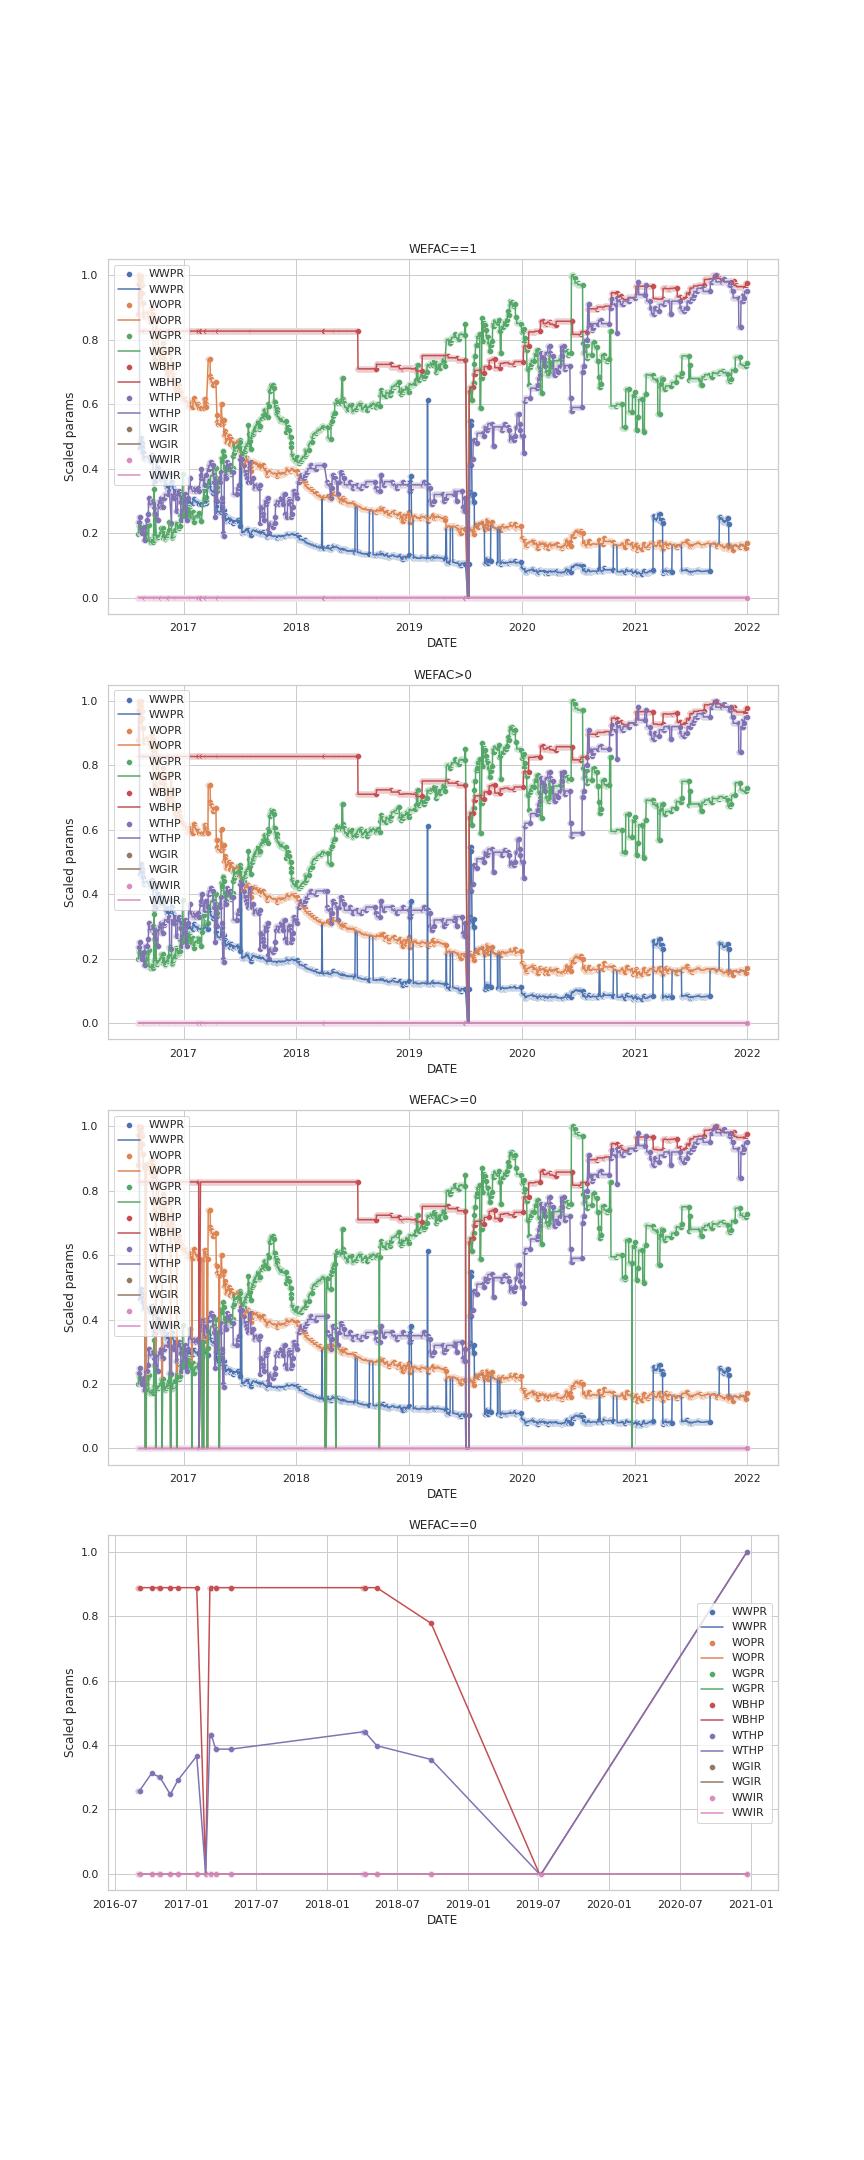 WEFAC==1
1.0
0.8
0.6
0.4
0.2
0.0
Scaled params
WWPR
WWPR
WOPR
WOPR
WGPR
WGPR
WBHP
WBHP
WTHP
WTHP
WGIR
WGIR
WWIR
WWIR
2017 2018 2019 2020 2021 2022
DATE
WEFAC>0
1.0
0.8
0.6
0.4
0.2
0.0
Scaled params
WWPR
WWPR
WOPR
WOPR
WGPR
WGPR
WBHP
WBHP
WTHP
WTHP
WGIR
WGIR
WWIR
WWIR
2017 2018 2019 2020 2021 2022
DATE
WEFAC>=0
1.0
0.8
0.6
0.4
0.2
0.0
Scaled params
WWPR
WWPR
WOPR
WOPR
WGPR
WGPR
WBHP
WBHP
WTHP
WTHP
WGIR
WGIR
WWIR
WWIR
2017 2018 2019 2020 2021 2022
DATE
WEFAC==0
1.0
0.8
0.6
0.4
0.2
0.0
Scaled params
WWPR
WWPR
WOPR
WOPR
WGPR
WGPR
WBHP
WBHP
WTHP
WTHP
WGIR
WGIR
WWIR
WWIR
2016-07 2017-01 2017-07 2018-01 2018-07 2019-01 2019-07 2020-01 2020-07 2021-01
DATE